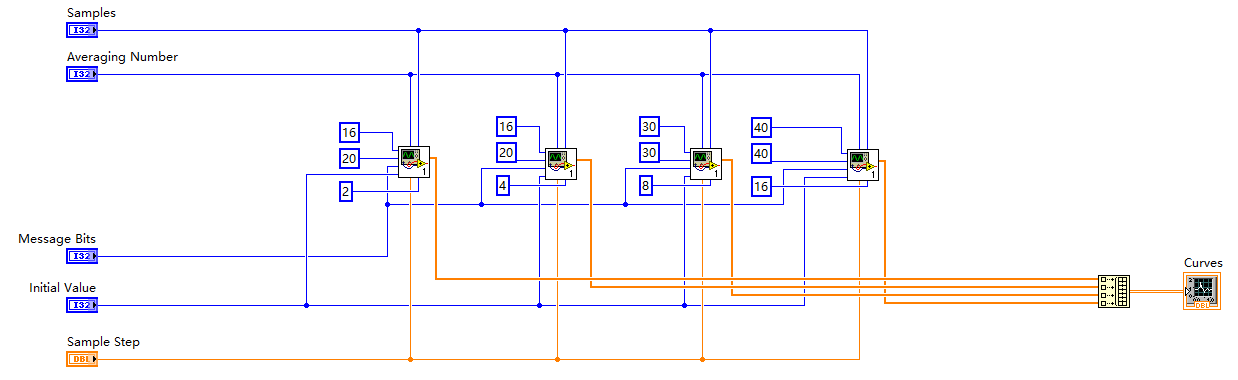 Samples
I32
Averaging Number
I32
16
20
2
16
20
4
30
30
8
40
40
16
1
1
1
1
Message Bits
I32
Initial Value
I32
Curves
DBL
Sample Step
DBL